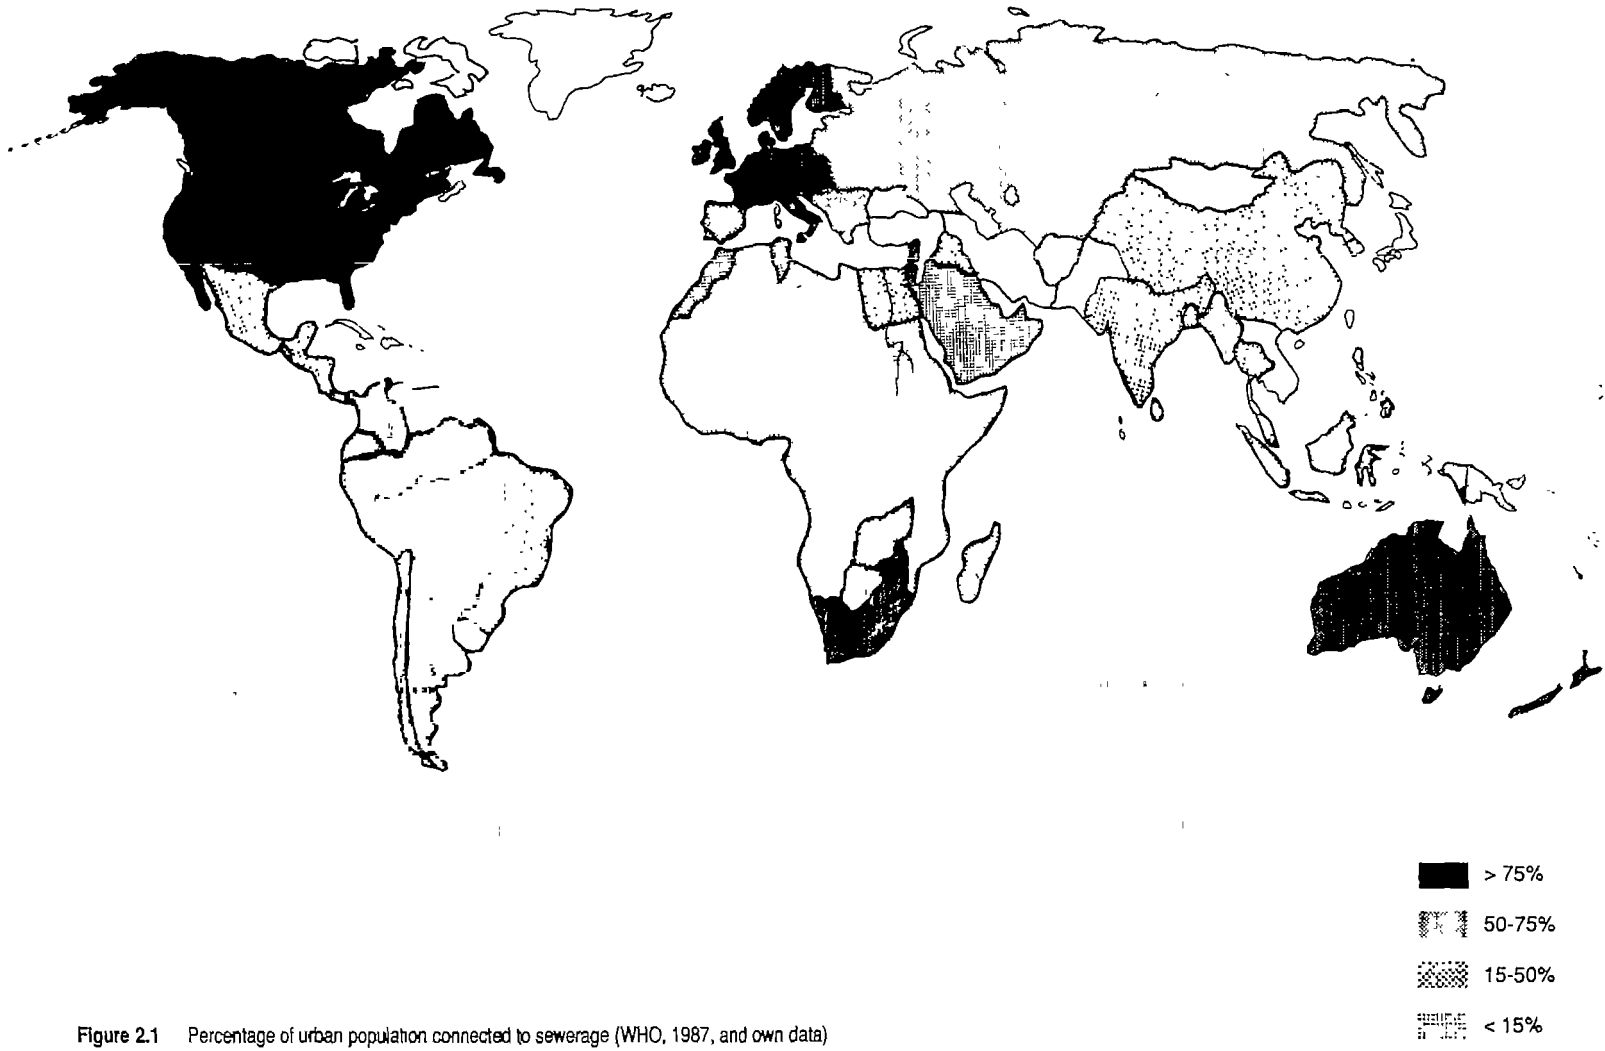 > 75%
50-75%
15-50%
< 15%
Figure 2.1 Percentage of urban population connected to sewerage (WHO, 1987, and own data)